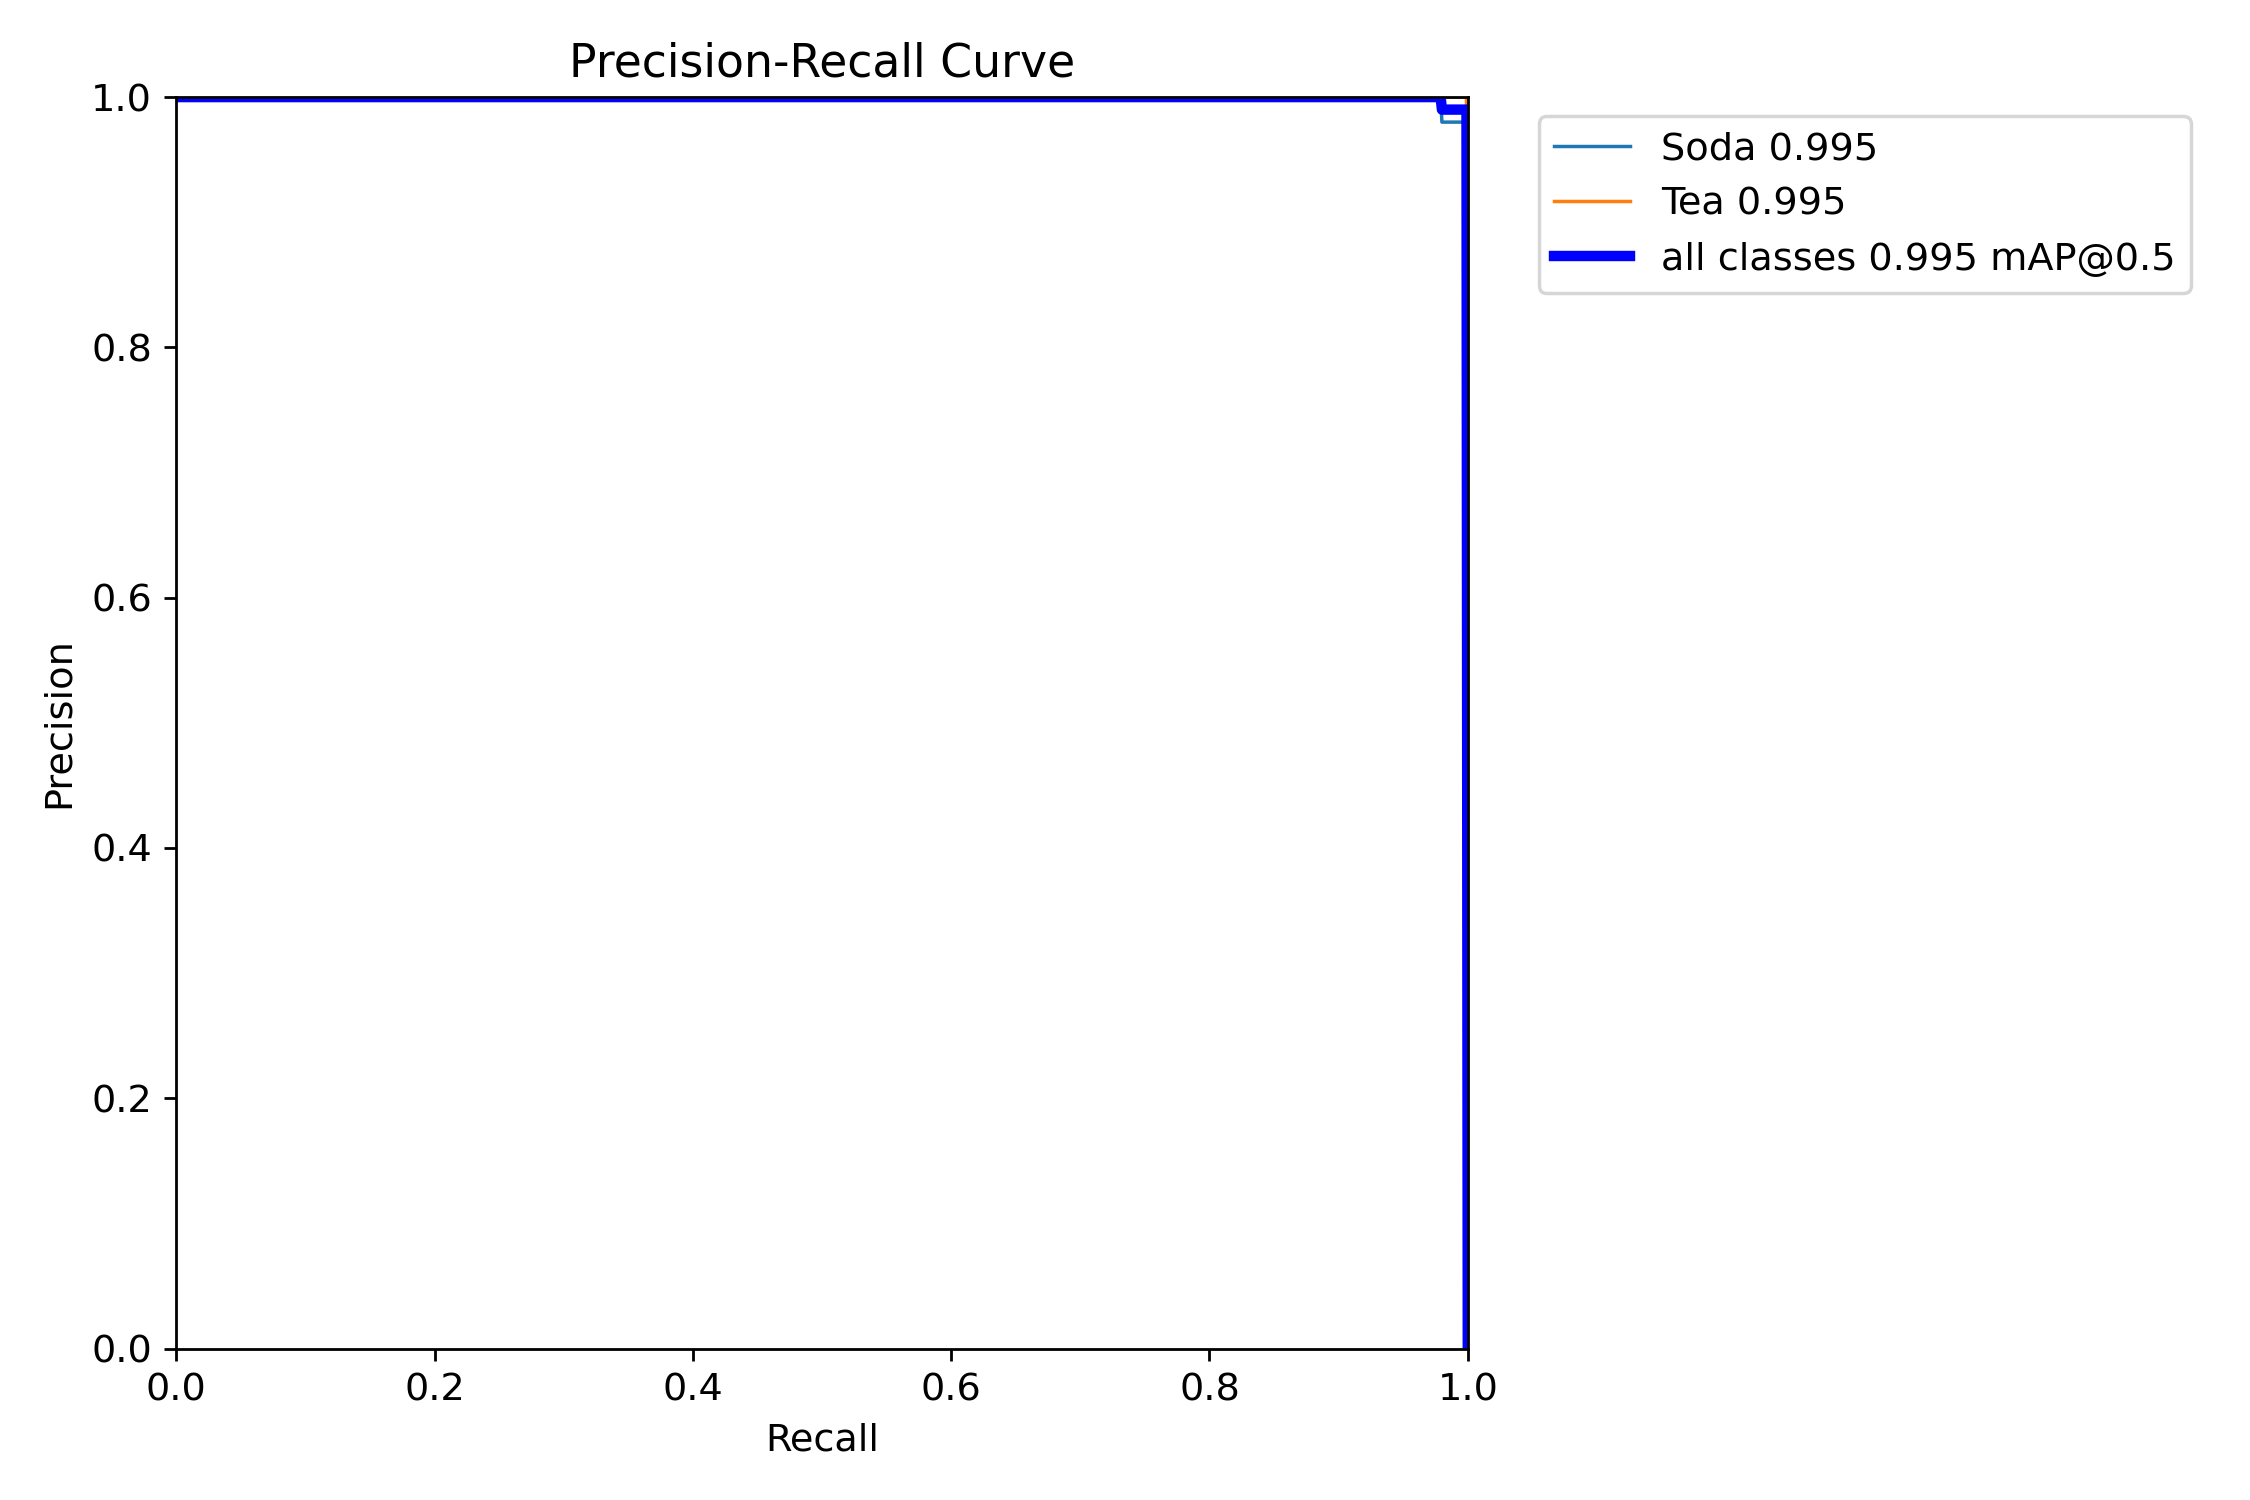 Precision-Recall Curve
1.0
0.8
0.6
0.4
0.2
0.0
Precision
0.0 0.2 0.4 0.6 0.8 1.0
Recall
Soda 0.995
Tea 0.995
all classes 0.995 mAP@0.5